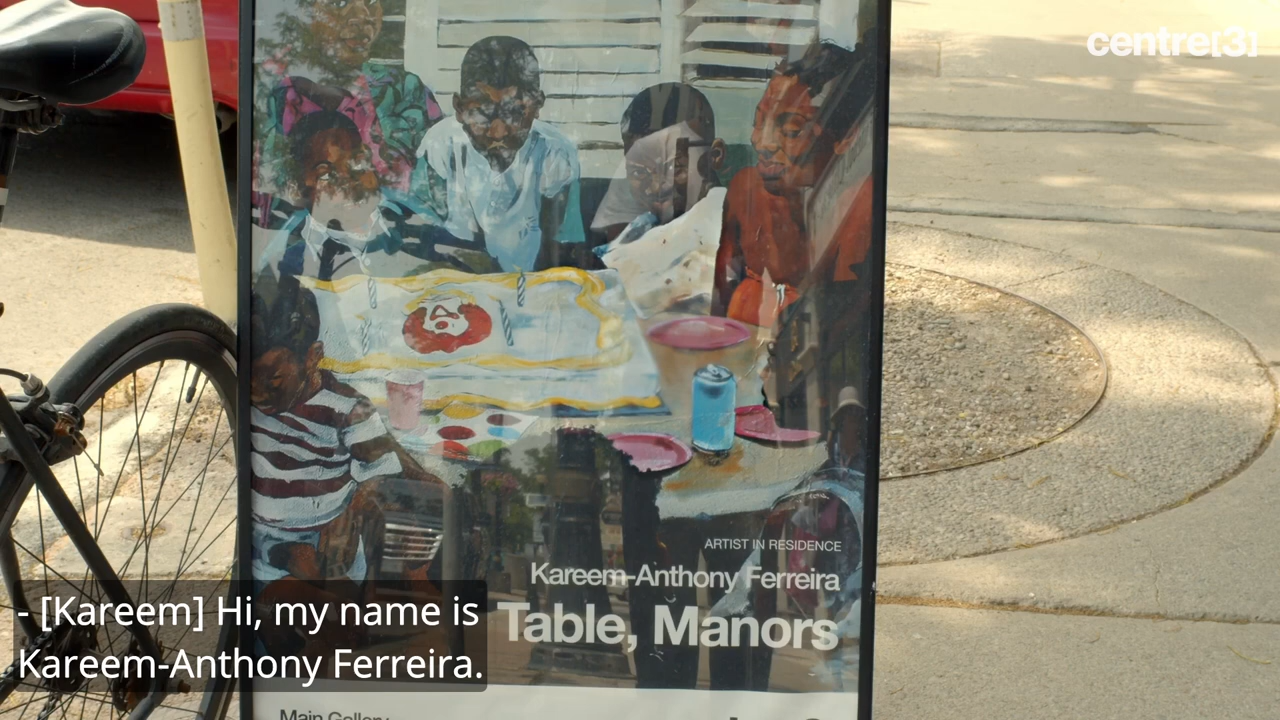 centre[3]
ARTIST IN RESIDENCE
Kareem-Anthony Ferreira
Table, Manors
- [Kareem] Hi, my name is
Kareem-Anthony Ferreira.
Main Gallery